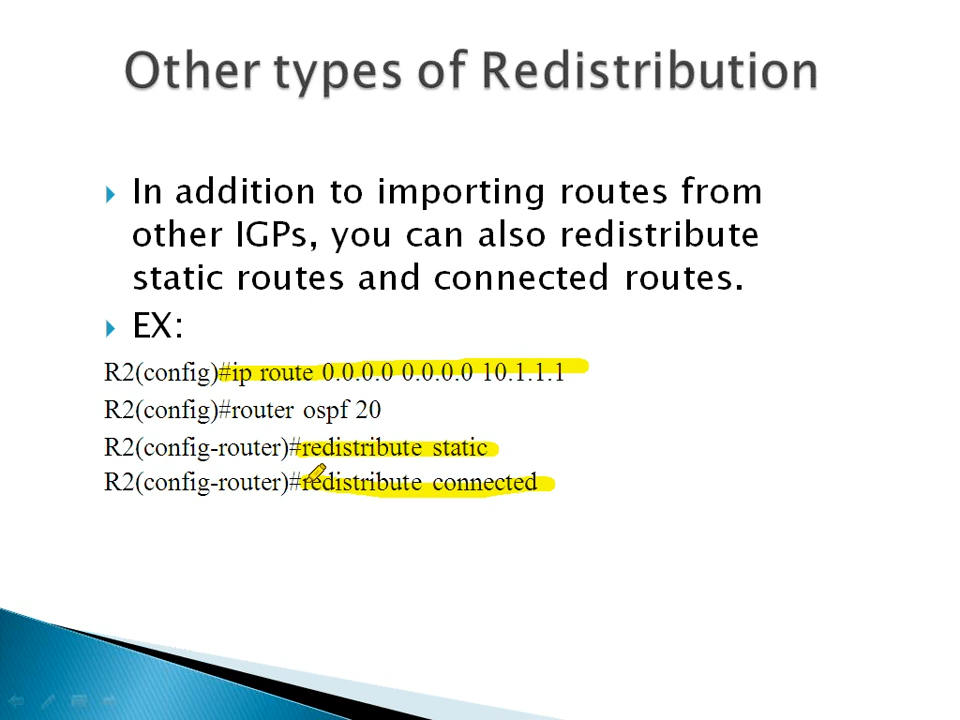 Other types of Redistribution
In addition to importing routes from
other IGPs, you can also redistribute
static routes and connected routes.
EX:
R2(config)#ip route 0.0.0.0 0.0.0.0 10.1.1.1
R2(config)#router ospf 20
R2(config-router)#redistribute static
R2(config-router)#redistribute connected